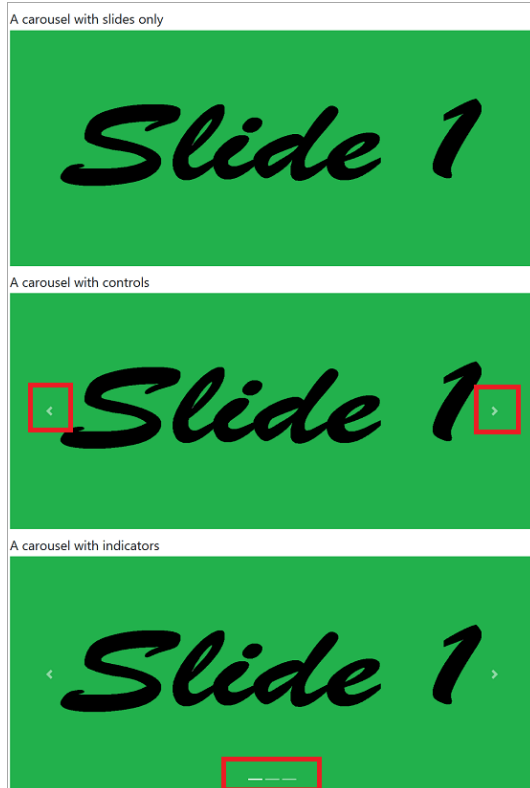 A carousel with slides only
Slide 1
A carousel with controls
Slide 1
A carousel with indicators
Slide 1